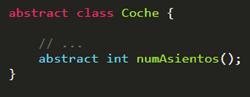 abstract class Coche {
// ...
abstract int numAsientos();
}